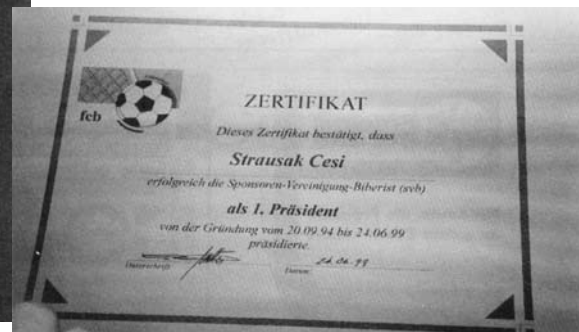 fcb
ZERTIFIKAT
Dieses Zertifikat bestätigt, dass
Strausak Cesi
erfolgreich die Sponsoren-Vereinigung-Biberist (svb)
als 1. Präsident
von der Gründung vom 20.09.94 bis 24.06.99
präsidierte.
Unterschrift:
Datum: 24.06.99